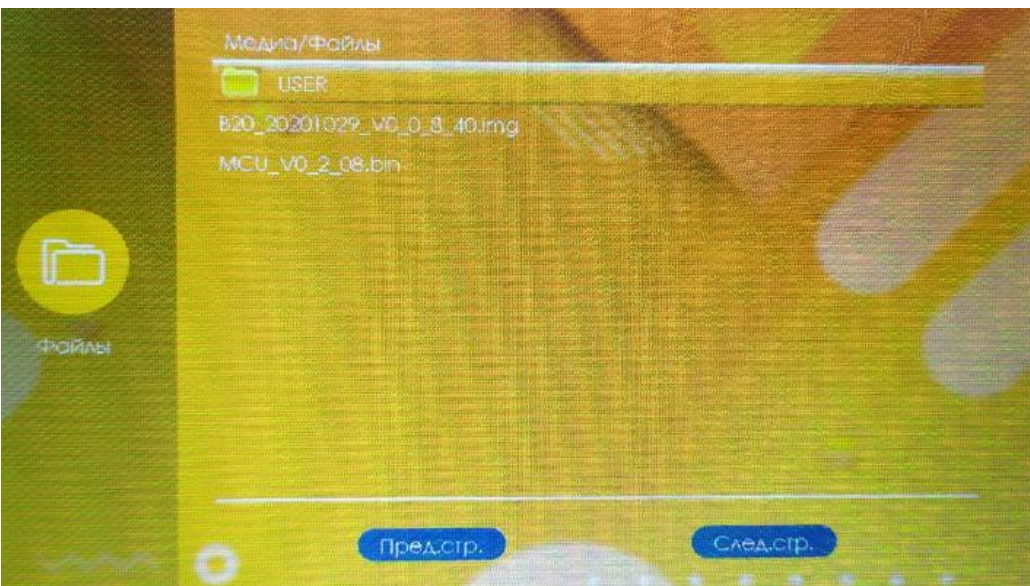 Медиа/Файлы
USER
B20_20201029_V0_0_8_40.img
MCU_V0_2_08.bin
Файлы
Пред.стр.
След.стр.